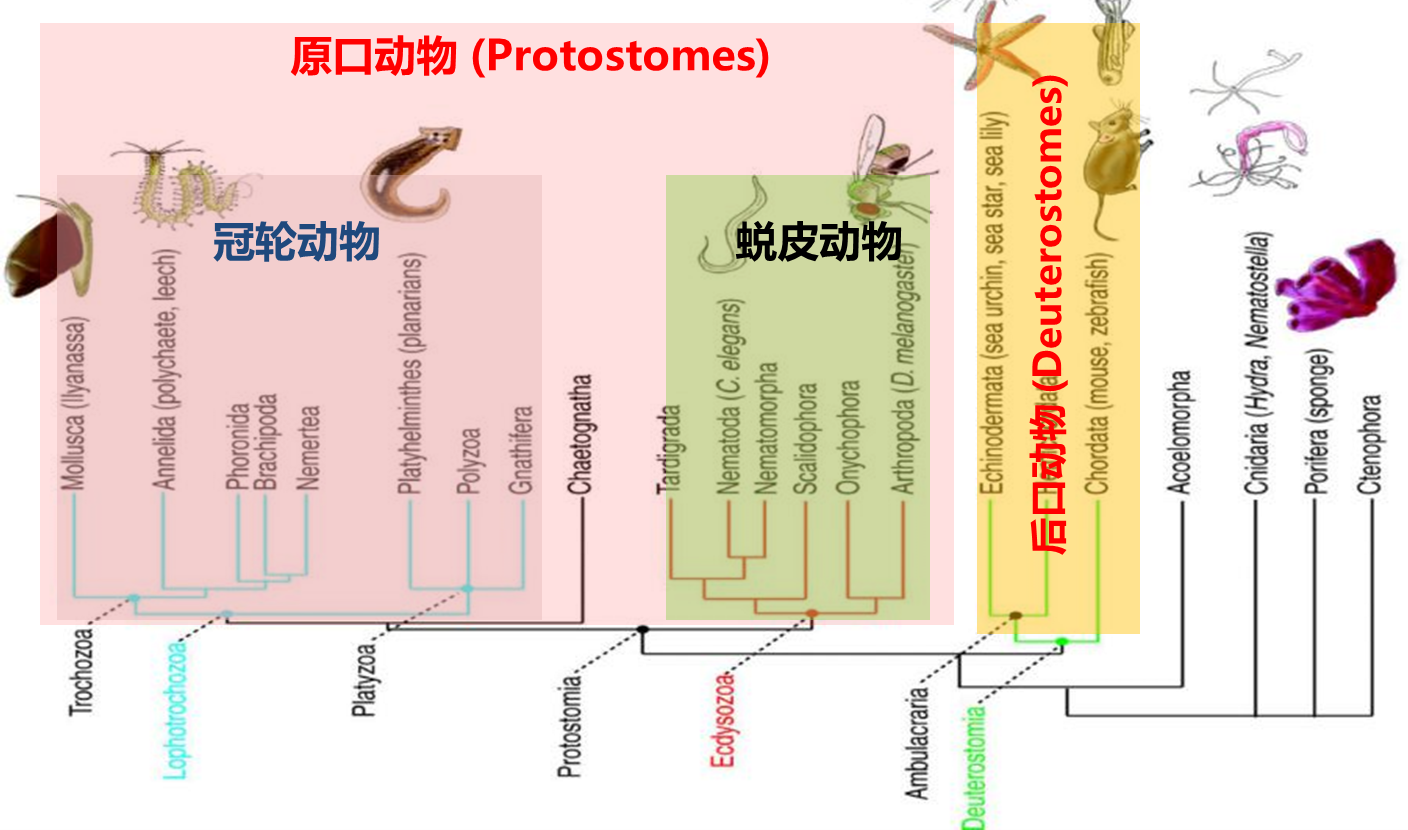 原口动物 (Protostomes)
冠轮动物
蜕皮动物
后口动物 (Deuterostomes)
Mollusca (Ilyanassa)
Annelida (polychaete, leech)
Phoronida
Brachipoda
Nemertea
Platyhelminthes (planarians)
Polyzoa
Gnathifera
Chaetognatha
Tardigrada
Nematoda (C. elegans)
Nematomorpha
Scalidophora
Onychophora
Arthropoda (D. melanogaster)
Echinodermata (sea urchin, sea star, sea lily)
Chordata (mouse, zebrafish)
Acoelomorpha
Cnidaria (Hydra, Nematostella)
Porifera (sponge)
Ctenophora
Trochozoa
Lophotrochozoa
Platyzoa
Protostomia
Ecdysozoa
Ambulacraria
Deuterostomia